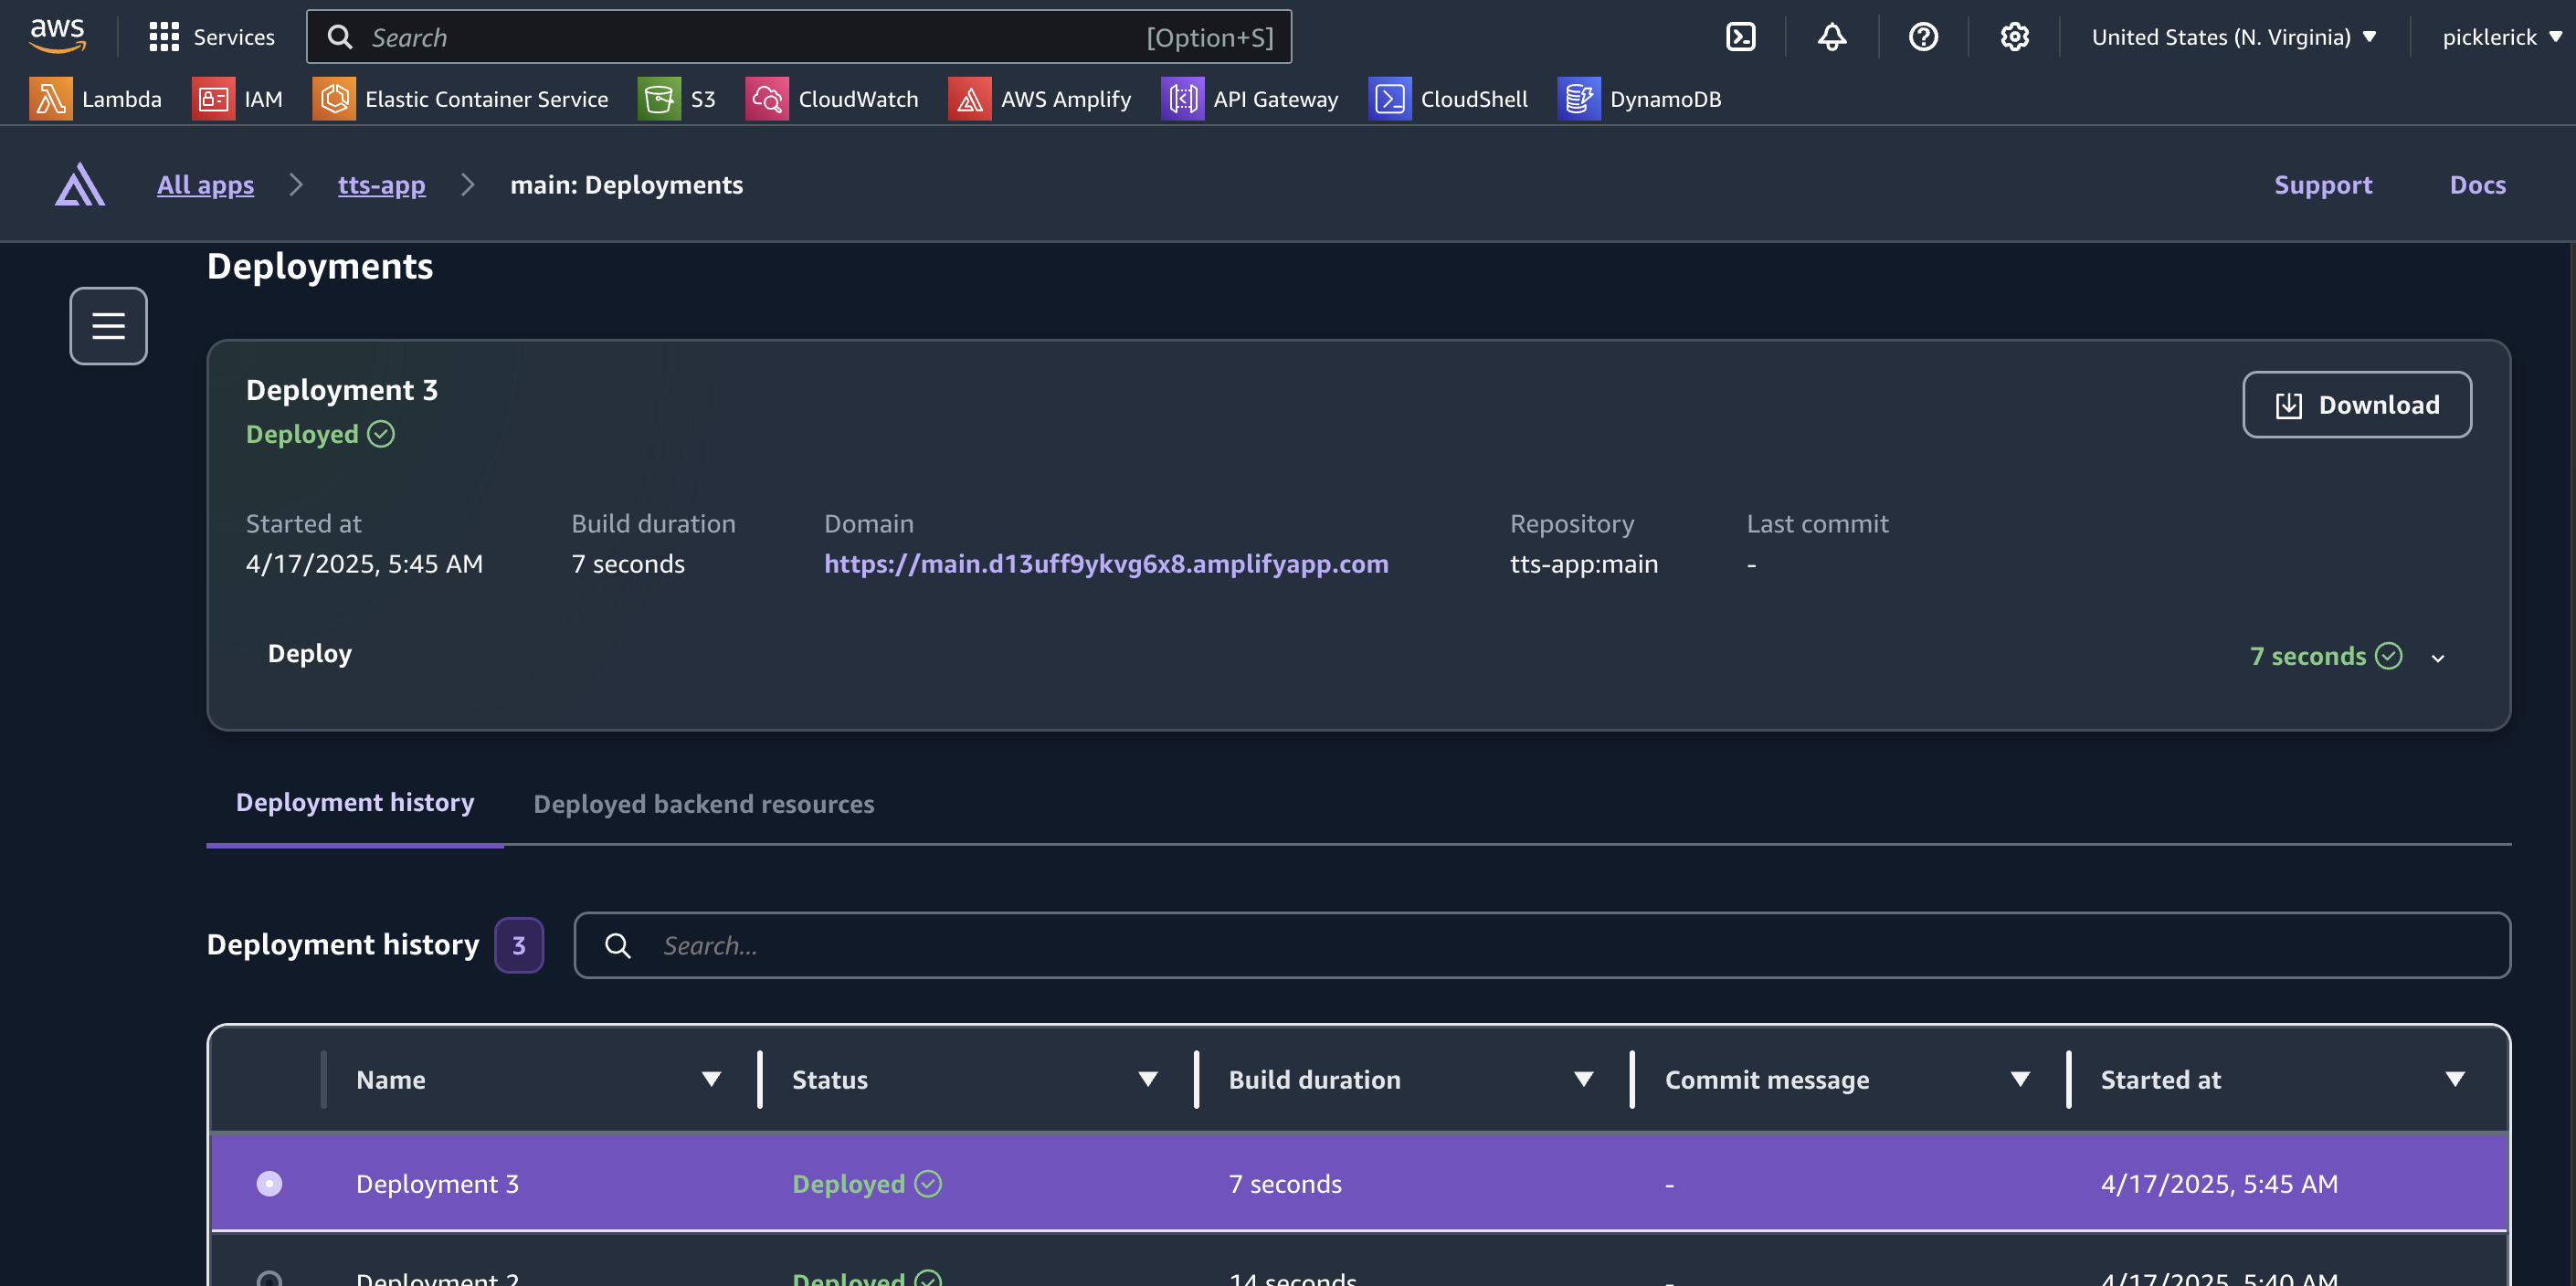 aws Services Search [Option+S] United States (N. Virginia) picklerick
Lambda IAM Elastic Container Service S3 CloudWatch AWS Amplify API Gateway CloudShell DynamoDB
All apps tts-app main: Deployments Support Docs
Deployments
Deployment 3
Download
Deployed
Started at Build duration Domain Repository Last commit
4/17/2025, 5:45 AM 7 seconds https://main.d13uff9ykvg6x8.amplifyapp.com tts-app:main -
Deploy 7 seconds
Deployment history Deployed backend resources
Deployment history 3 Search...
Name Status Build duration Commit message Started at
Deployment 3 Deployed 7 seconds - 4/17/2025, 5:45 AM
Deployment 2 Deployed 14 seconds - 4/17/2025, 5:40 AM